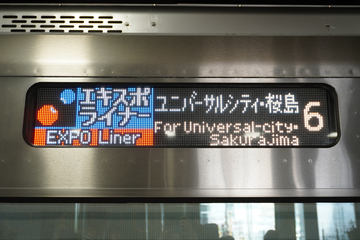 エキスポ
ライナー
EXPO Liner
ユニバーサルシティ・桜島
For Universal-city・
Sakurajima
6